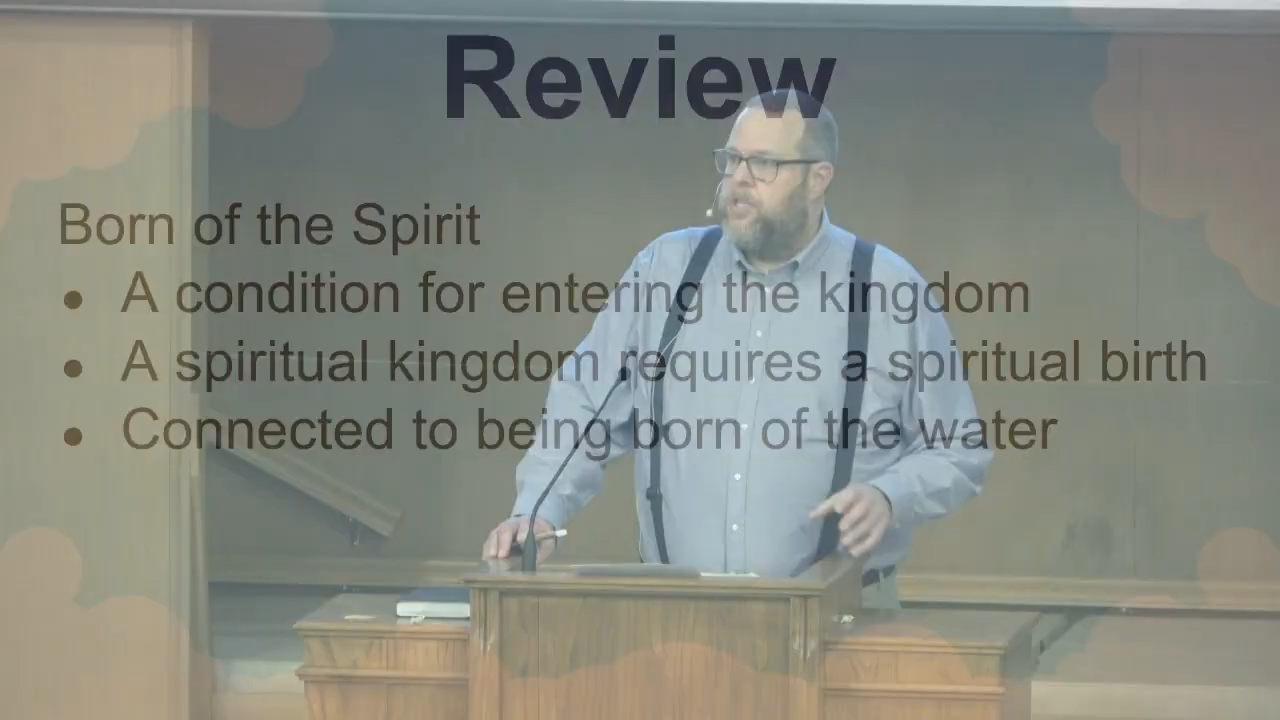 Review
Born of the Spirit
● A condition for entering the kingdom
● A spiritual kingdom requires a spiritual birth
● Connected to being born of the water